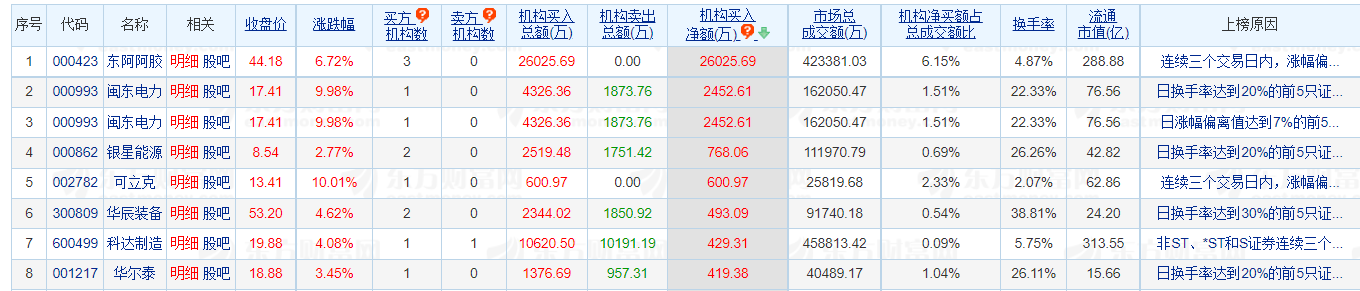 序号 代码 名称 相关 收盘价 涨跌幅 买方机构数 卖方机构数 机构买入总额(万) 机构卖出总额(万) 机构买入净额(万) 市场总成交额(万) 机构净买额占总成交额比 换手率 流通市值(亿) 上榜原因
1 000423 东阿阿胶 明细 股吧 44.18 6.72% 3 0 26025.69 0.00 26025.69 423381.03 6.15% 4.87% 288.88 连续三个交易日内，涨幅偏...
2 000993 闽东电力 明细 股吧 17.41 9.98% 1 0 4326.36 1873.76 2452.61 162050.47 1.51% 22.33% 76.56 日换手率达到20%的前5只证...
3 000993 闽东电力 明细 股吧 17.41 9.98% 1 0 4326.36 1873.76 2452.61 162050.47 1.51% 22.33% 76.56 日涨幅偏离值达到7%的前5...
4 000862 银星能源 明细 股吧 8.54 2.77% 2 0 2519.48 1751.42 768.06 111970.79 0.69% 26.26% 42.82 日换手率达到20%的前5只证...
5 002782 可立克 明细 股吧 13.41 10.01% 1 0 600.97 0.00 600.97 25819.68 2.33% 2.07% 62.86 连续三个交易日内，涨幅偏...
6 300809 华辰装备 明细 股吧 53.20 4.62% 2 0 2344.02 1850.92 493.09 91740.18 0.54% 38.81% 24.20 日换手率达到30%的前5只证...
7 600499 科达制造 明细 股吧 19.88 4.08% 1 1 10620.50 10191.19 429.31 458813.42 0.09% 5.75% 313.55 非ST、*ST和S证券连续三个...
8 001217 华尔泰 明细 股吧 18.88 3.45% 1 0 1376.69 957.31 419.38 40489.17 1.04% 26.11% 15.66 日换手率达到20%的前5只证...